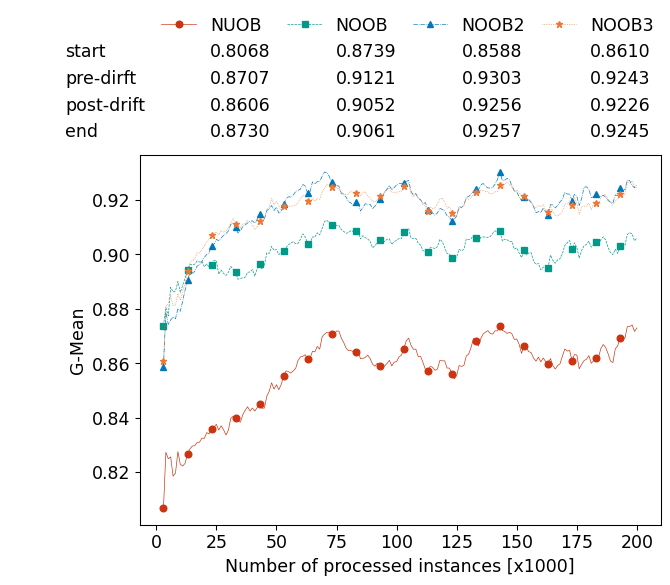 NUOB NOOB NOOB2 NOOB3
start 0.8068 0.8739 0.8588 0.8610
pre-dirft 0.8707 0.9121 0.9303 0.9243
post-drift 0.8606 0.9052 0.9256 0.9226
end 0.8730 0.9061 0.9257 0.9245
G-Mean
0.92
0.90
0.88
0.86
0.84
0.82
0 25 50 75 100 125 150 175 200
Number of processed instances [x1000]